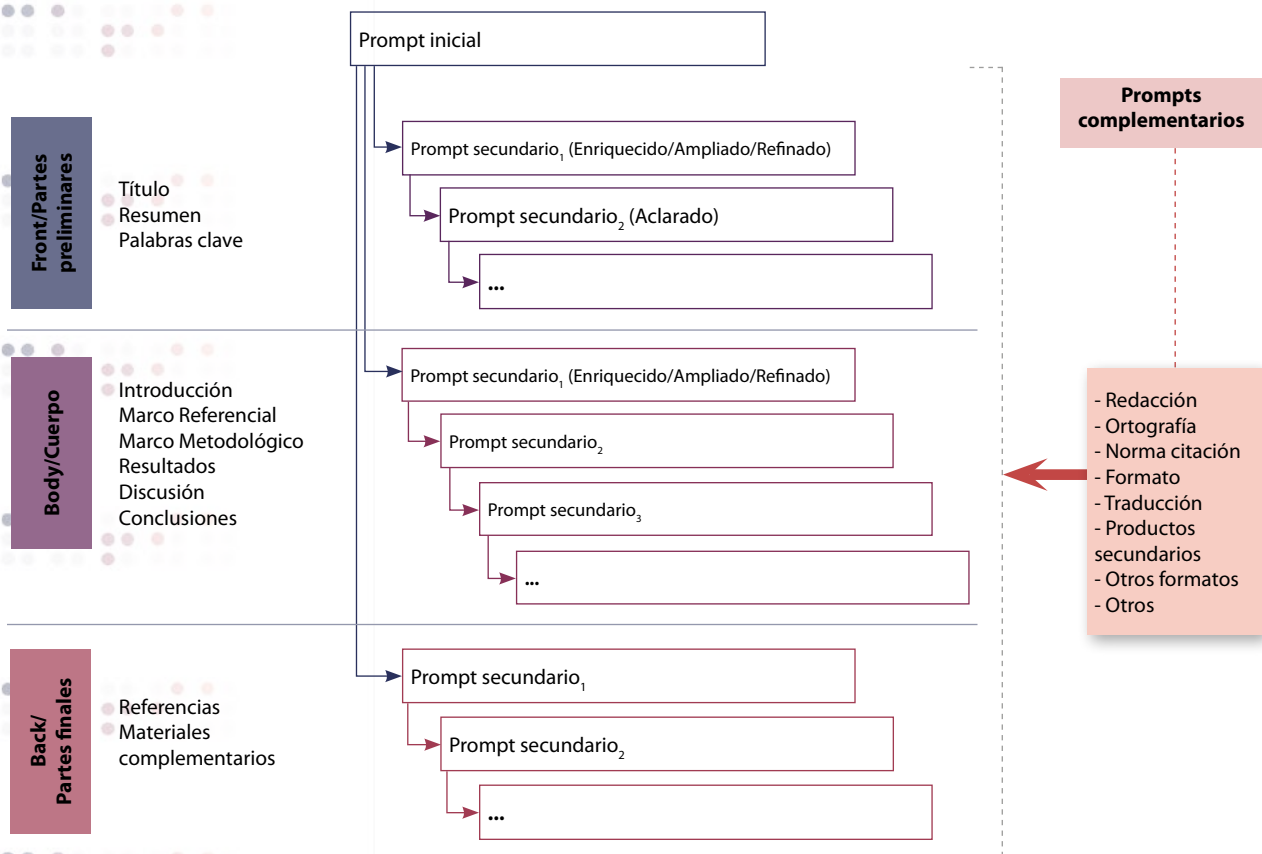 Prompt inicial
Prompts
complementarios
Front/Partes
preliminares
Título
Resumen
Palabras clave
Prompt secundario₁ (Enriquecido/Ampliado/Refinado)
Prompt secundario₂ (Aclarado)
...
Body/Cuerpo
Introducción
Marco Referencial
Marco Metodológico
Resultados
Discusión
Conclusiones
Prompt secundario₁ (Enriquecido/Ampliado/Refinado)
Prompt secundario₂
Prompt secundario₃
...
- Redacción
- Ortografía
- Norma citación
- Formato
- Traducción
- Productos
secundarios
- Otros formatos
- Otros
Back/
Partes finales
Referencias
Materiales
complementarios
Prompt secundario₁
Prompt secundario₂
...